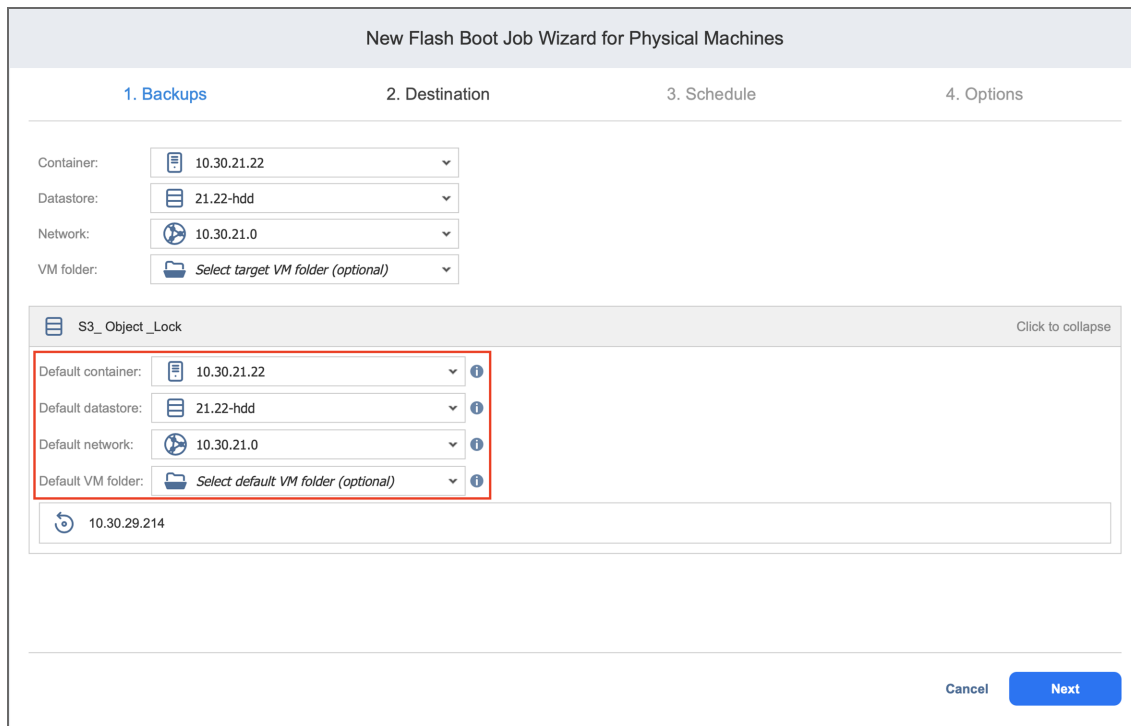 New Flash Boot Job Wizard for Physical Machines
1. Backups 2. Destination 3. Schedule 4. Options
Container: 10.30.21.22
Datastore: 21.22-hdd
Network: 10.30.21.0
VM folder: Select target VM folder (optional)
S3_ Object _Lock Click to collapse
Default container: 10.30.21.22
Default datastore: 21.22-hdd
Default network: 10.30.21.0
Default VM folder: Select default VM folder (optional)
10.30.29.214
Cancel Next